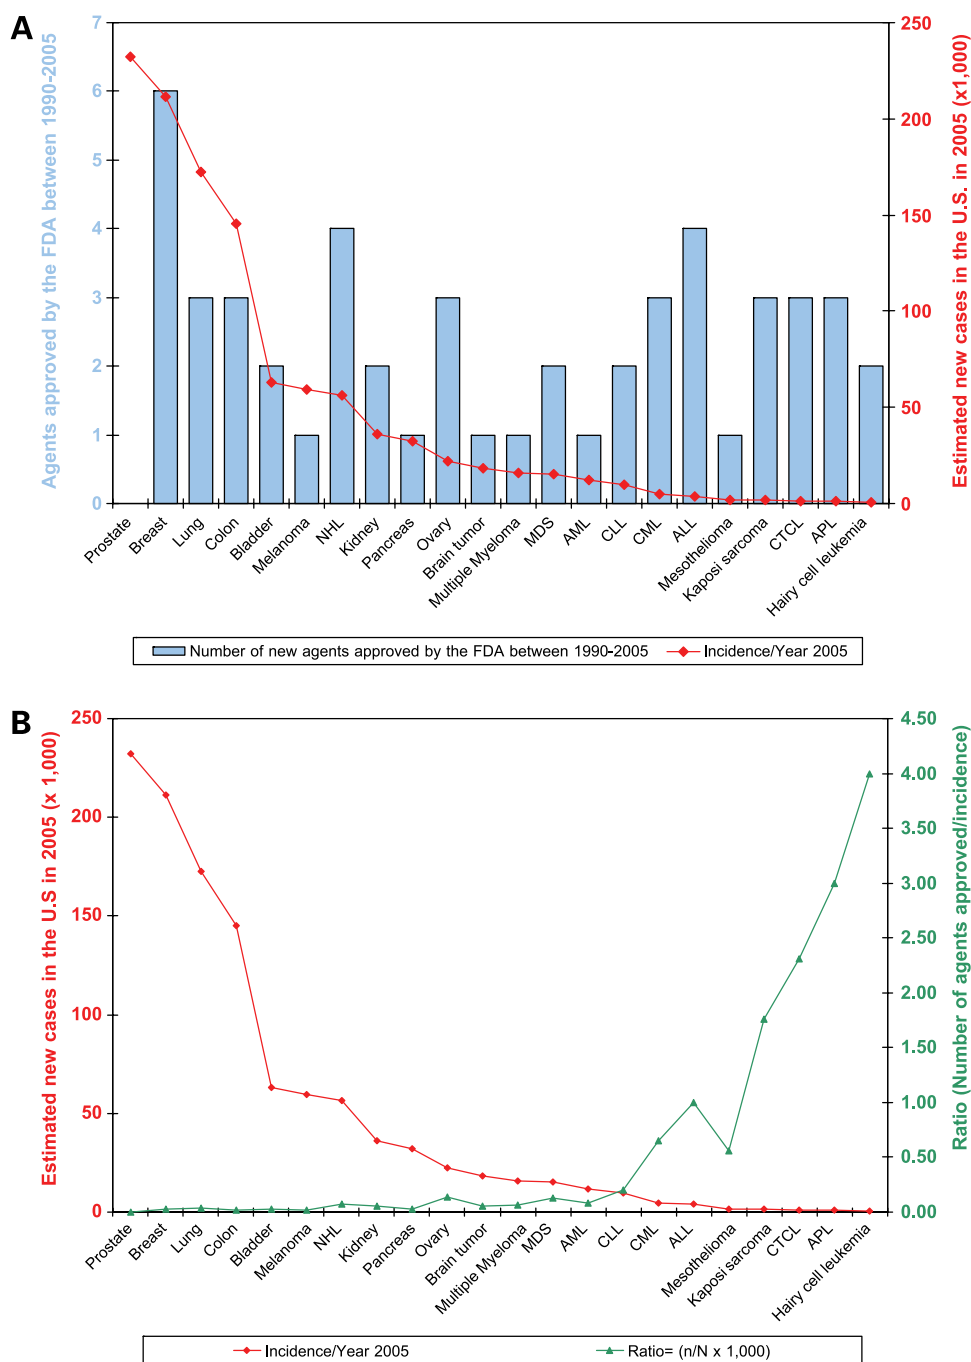 A
Agents approved by the FDA between 1990-2005
7
6
5
4
3
2
1
0
250
200
150
100
50
0
Estimated new cases in the U.S. in 2005 (x1,000)
Prostate
Breast
Lung
Colon
Bladder
Melanoma
NHL
Kidney
Pancreas
Ovary
Brain tumor
Multiple Myeloma
MDS
AML
CLL
CML
ALL
Mesothelioma
Kaposi sarcoma
CTCL
APL
Hairy cell leukemia
Number of new agents approved by the FDA between 1990-2005
Incidence/Year 2005
B
Estimated new cases in the U.S in 2005 (x 1,000)
250
200
150
100
50
0
4.50
4.00
3.50
3.00
2.50
2.00
1.50
1.00
0.50
0.00
Ratio (Number of agents approved/incidence)
Prostate
Breast
Lung
Colon
Bladder
Melanoma
NHL
Kidney
Pancreas
Ovary
Brain tumor
Multiple Myeloma
MDS
AML
CLL
CML
ALL
Mesothelioma
Kaposi sarcoma
CTCL
APL
Hairy cell leukemia
Incidence/Year 2005
Ratio= (n/N x 1,000)